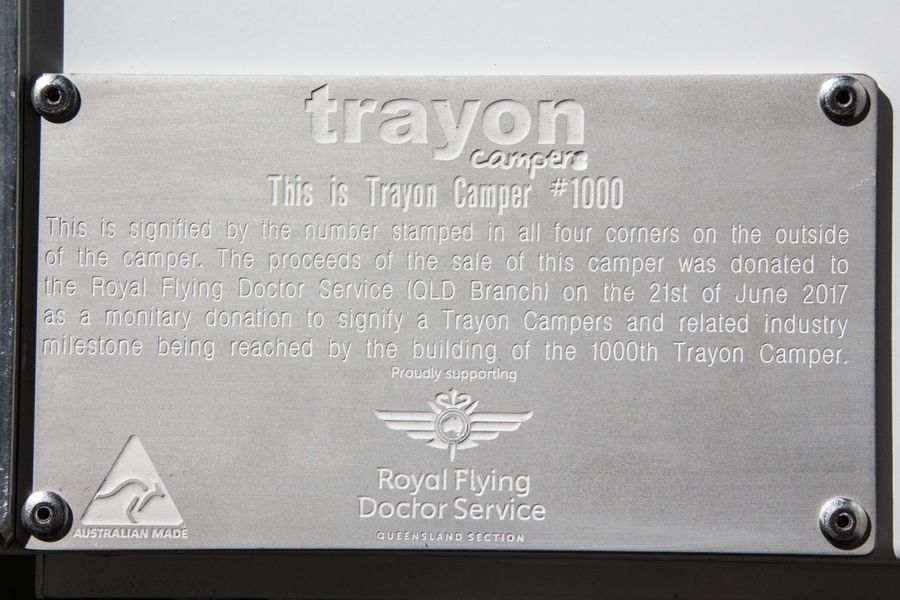 trayon
campers
This is Trayon Camper #1000
This is signified by the number stamped in all four corners on the outside
of the camper. The proceeds of the sale of this camper was donated to
the Royal Flying Doctor Service (QLD Branch) on the 21st of June 2017
as a monitary donation to signify a Trayon Campers and related industry
milestone being reached by the building of the 1000th Trayon Camper.
Proudly supporting
Royal Flying
Doctor Service
QUEENSLAND SECTION
AUSTRALIAN MADE